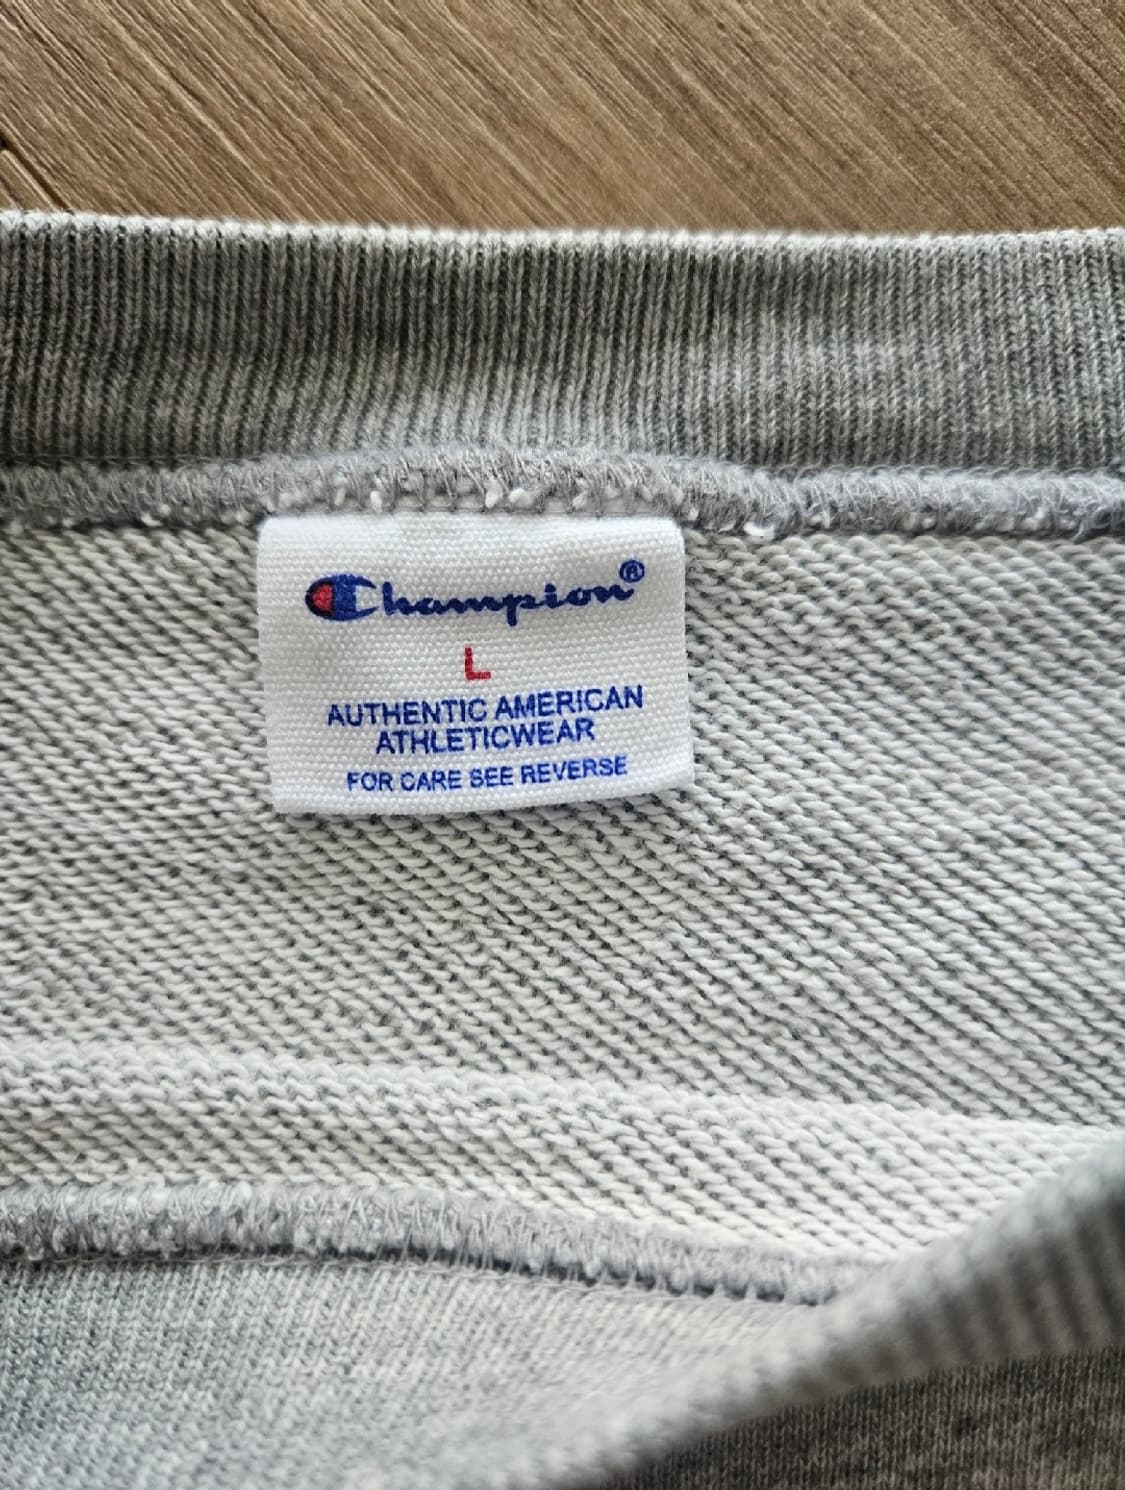 Champion®
L
AUTHENTIC AMERICAN
ATHLETICWEAR
FOR CARE SEE REVERSE